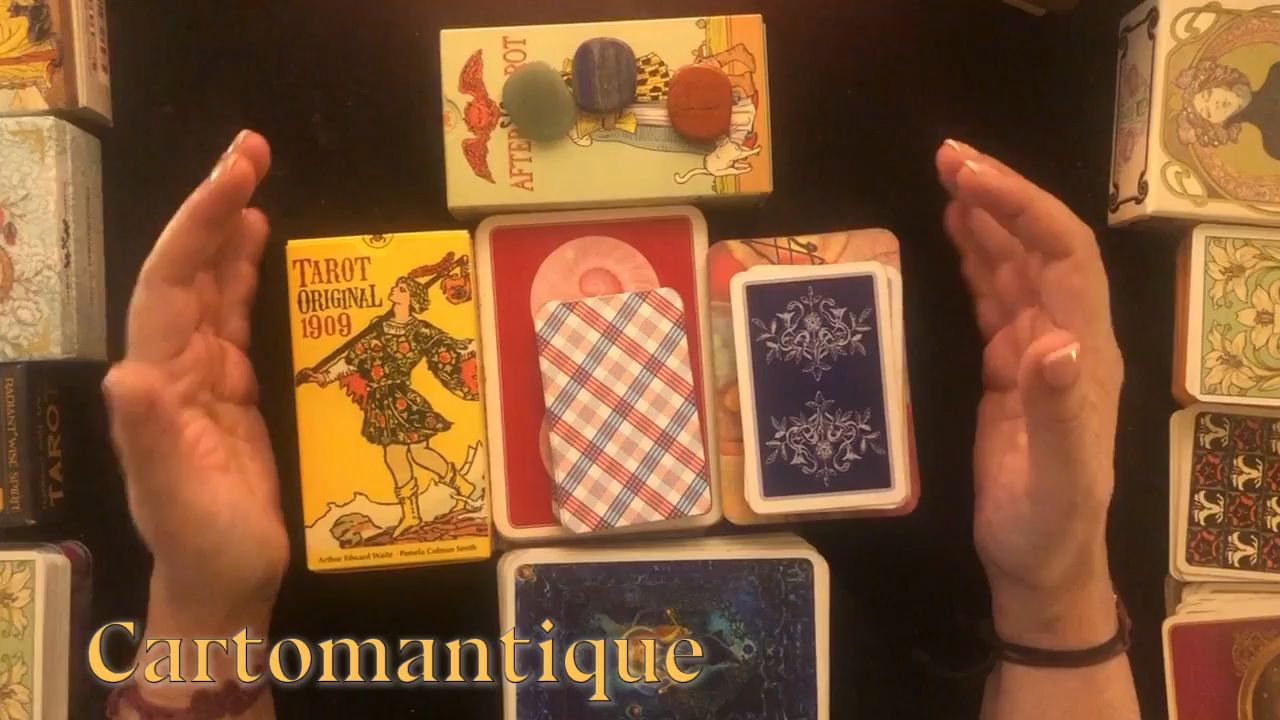 AFTER TAROT
TAROT
ORIGINAL
1909
Arthur Edward Waite - Pamela Colman Smith
RADIANT WISE SPIRIT
TAROT
Cartomantique